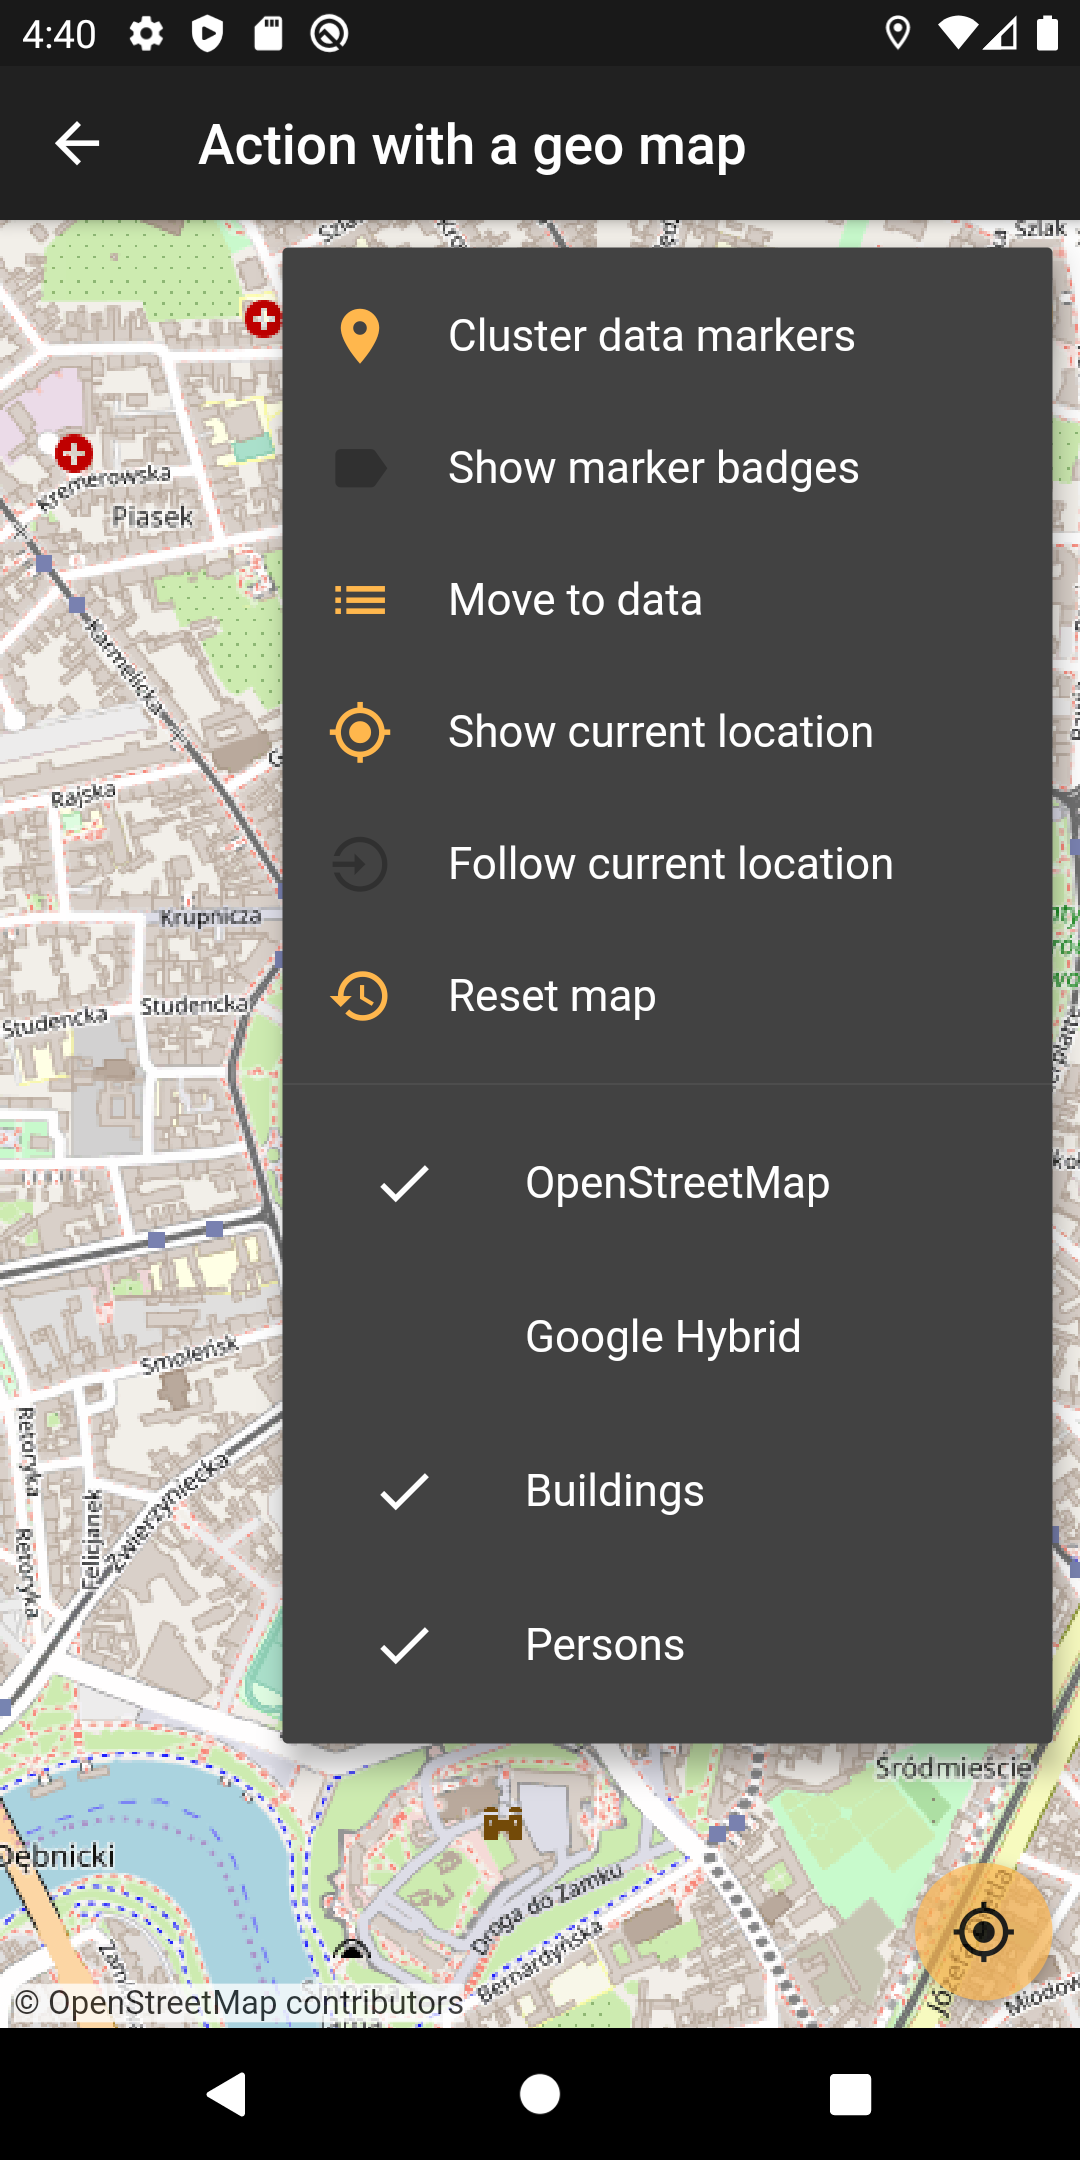 4:40
Action with a geo map
Szlak
Cluster data markers
Show marker badges
Kremerowska
Piasek
Move to data
Karmelicka
Show current location
Rajska
Follow current location
Krupnicza
Studencka
Studencka
Reset map
OpenStreetMap
Google Hybrid
Smoleńsk
Retoryka
Zwierzyniecka
Felicjanek
Retoryka
Buildings
Persons
Śródmieście
Dębnicki
Droga do Zamku
Bernardyńska
© OpenStreetMap contributors